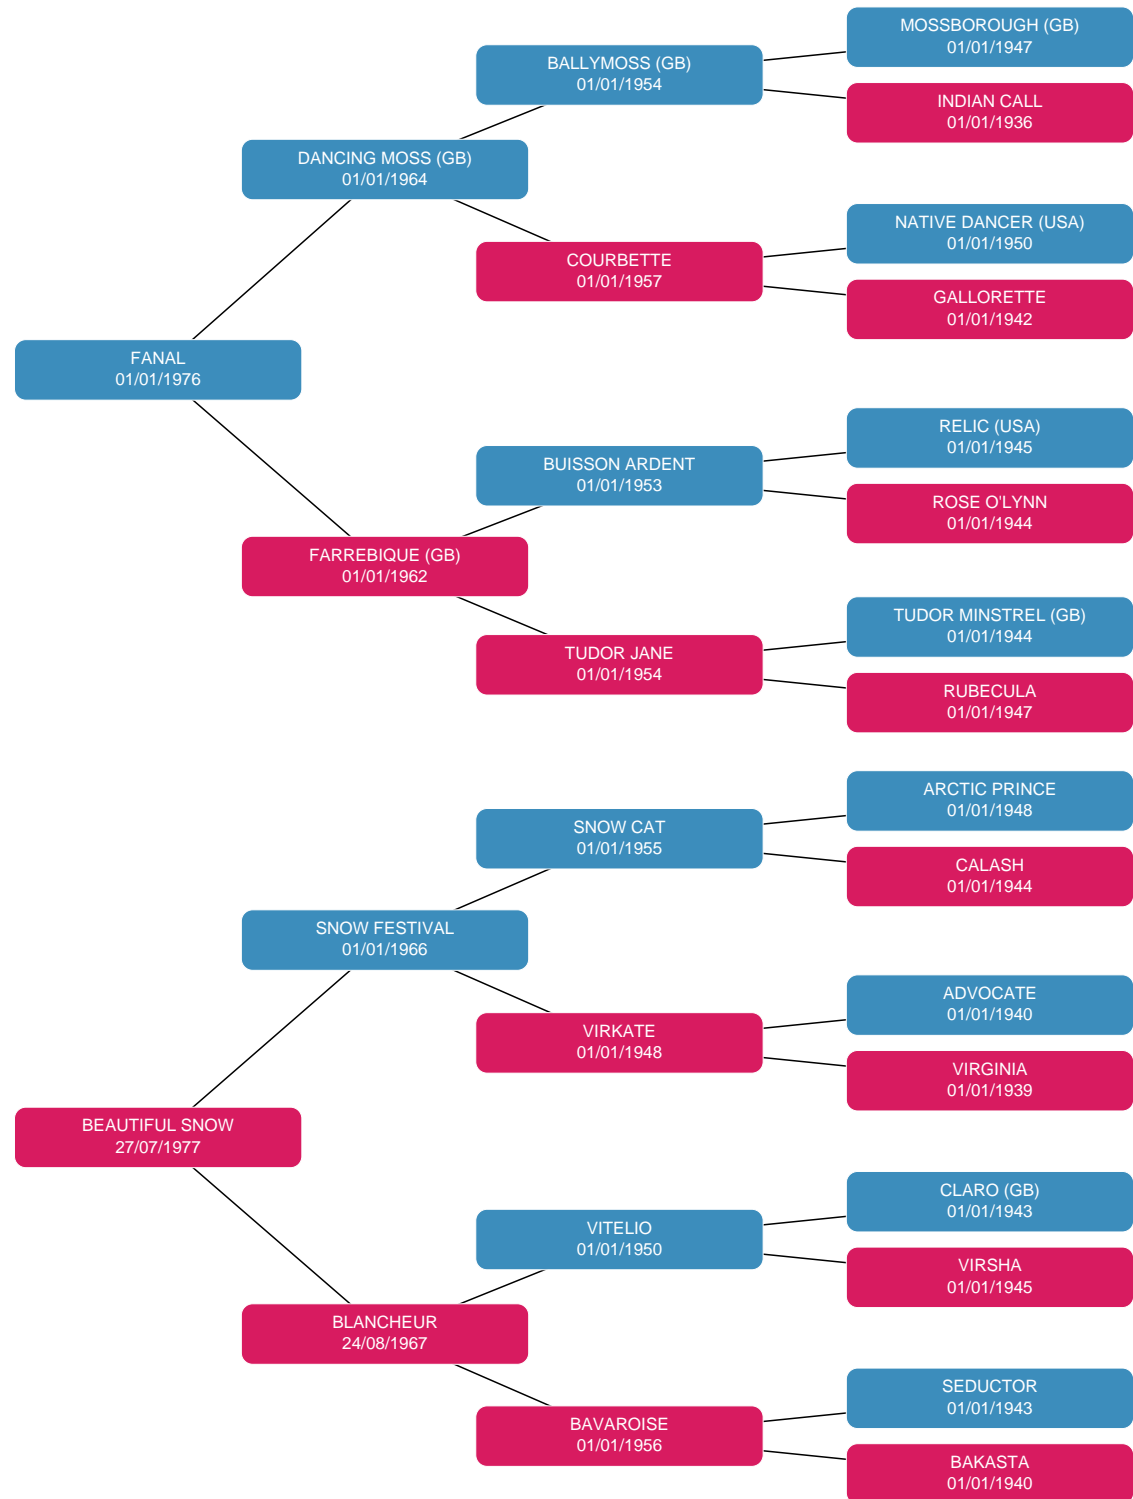 MOSSBOROUGH (GB)
01/01/1947
BALLYMOSS (GB)
01/01/1954
INDIAN CALL
01/01/1936
DANCING MOSS (GB)
01/01/1964
NATIVE DANCER (USA)
01/01/1950
COURBETTE
01/01/1957
GALLORETTE
01/01/1942
FANAL
01/01/1976
RELIC (USA)
01/01/1945
BUISSON ARDENT
01/01/1953
ROSE O'LYNN
01/01/1944
FARREBIQUE (GB)
01/01/1962
TUDOR MINSTREL (GB)
01/01/1944
TUDOR JANE
01/01/1954
RUBECULA
01/01/1947
ARCTIC PRINCE
01/01/1948
SNOW CAT
01/01/1955
CALASH
01/01/1944
SNOW FESTIVAL
01/01/1966
ADVOCATE
01/01/1940
VIRKATE
01/01/1948
VIRGINIA
01/01/1939
BEAUTIFUL SNOW
27/07/1977
CLARO (GB)
01/01/1943
VITELIO
01/01/1950
VIRSHA
01/01/1945
BLANCHEUR
24/08/1967
SEDUCTOR
01/01/1943
BAVAROISE
01/01/1956
BAKASTA
01/01/1940